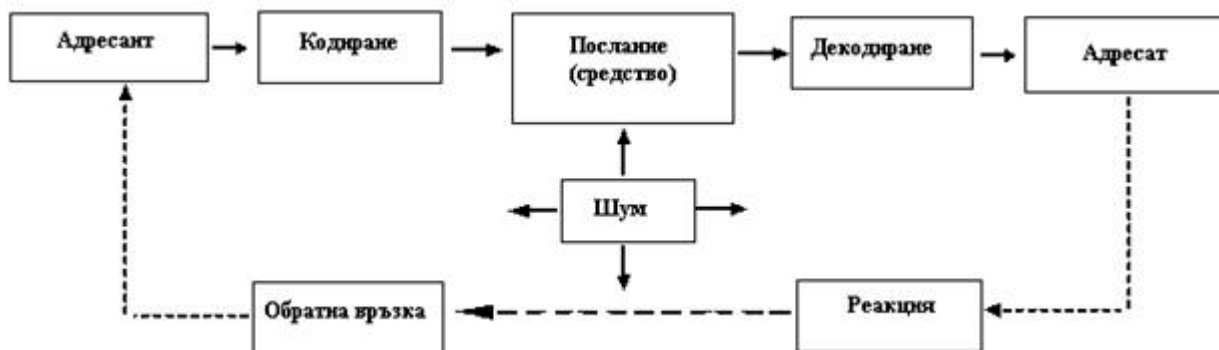 Адресант
Кодиране
Послание
(средство)
Декодиране
Адресат
Шум
Обратна връзка
Реакция